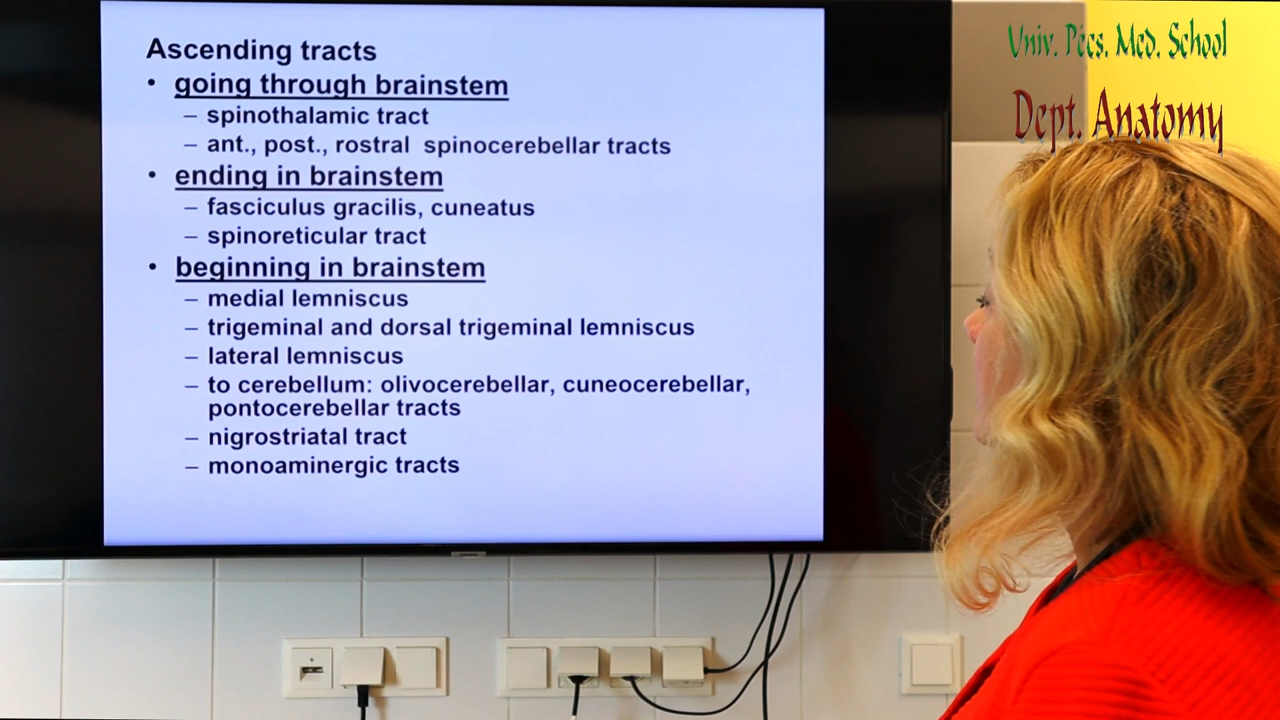 Ascending tracts
• going through brainstem
– spinothalamic tract
– ant., post., rostral spinocerebellar tracts
• ending in brainstem
– fasciculus gracilis, cuneatus
– spinoreticular tract
• beginning in brainstem
– medial lemniscus
– trigeminal and dorsal trigeminal lemniscus
– lateral lemniscus
– to cerebellum: olivocerebellar, cuneocerebellar,
pontocerebellar tracts
– nigrostriatal tract
– monoaminergic tracts
Univ. Pécs. Med. School
Dept. Anatomy